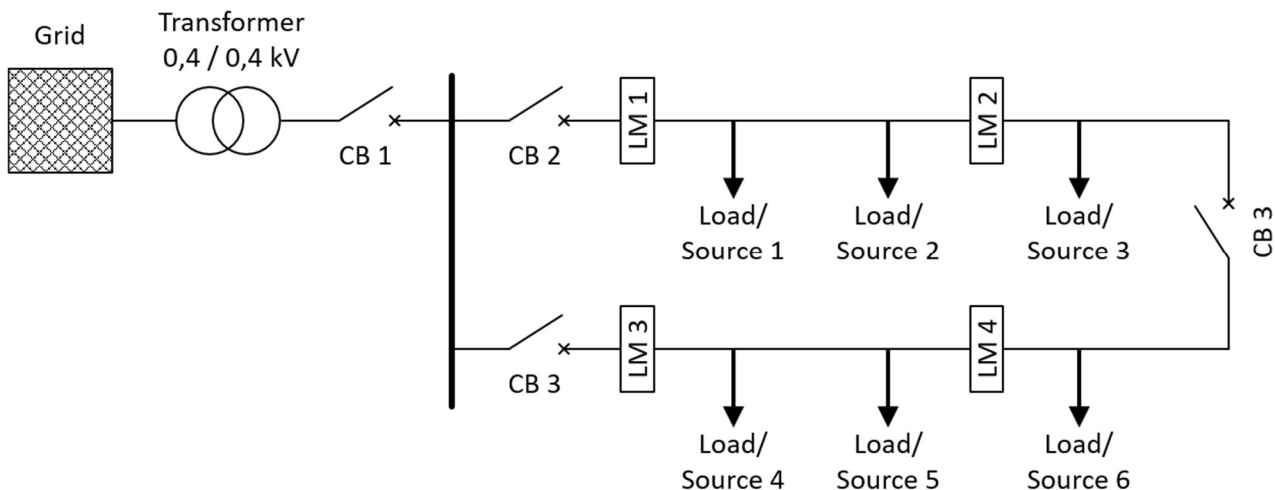 Grid
Transformer
0,4 / 0,4 kV
CB 1
CB 2
LM 1
LM 2
Load/
Source 1
Load/
Source 2
Load/
Source 3
CB 3
CB 3
LM 3
LM 4
Load/
Source 4
Load/
Source 5
Load/
Source 6